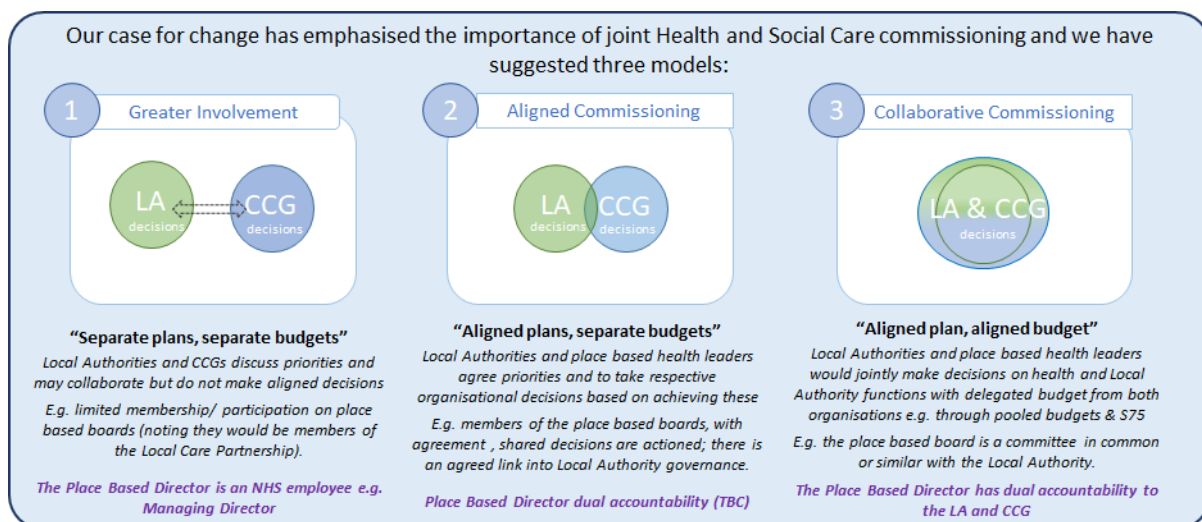 Our case for change has emphasised the importance of joint Health and Social Care commissioning and we have
suggested three models:
1
Greater Involvement
LA
decisions
CCG
decisions
"Separate plans, separate budgets"
Local Authorities and CCGs discuss priorities and
may collaborate but do not make aligned decisions
E.g. limited membership/ participation on place
based boards (noting they would be members of
the Local Care Partnership).
The Place Based Director is an NHS employee e.g.
Managing Director
2
Aligned Commissioning
LA
decisions
CCG
decisions
"Aligned plans, separate budgets"
Local Authorities and place based health leaders
agree priorities and to take respective
organisational decisions based on achieving these
E.g. members of the place based boards, with
agreement , shared decisions are actioned; there is
an agreed link into Local Authority governance.
Place Based Director dual accountability (TBC)
3
Collaborative Commissioning
LA & CCG
decisions
"Aligned plan, aligned budget"
Local Authorities and place based health leaders
would jointly make decisions on health and Local
Authority functions with delegated budget from both
organisations e.g. through pooled budgets & S75
E.g. the place based board is a committee in common
or similar with the Local Authority.
The Place Based Director has dual accountability to
the LA and CCG